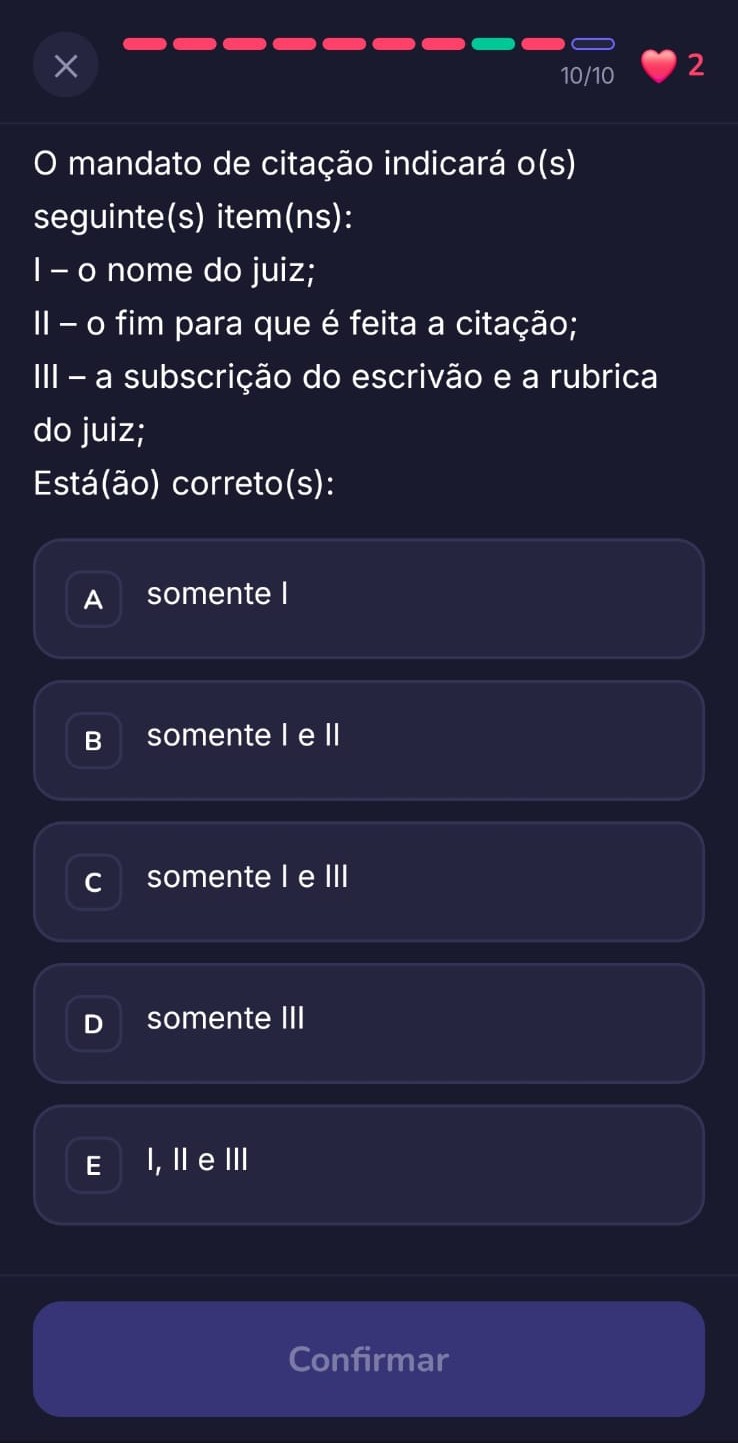 10/10
2
O mandato de citação indicará o(s)
seguinte(s) item(ns):
I – o nome do juiz;
II – o fim para que é feita a citação;
III – a subscrição do escrivão e a rubrica
do juiz;
Está(ão) correto(s):
A somente I
B somente I e II
C somente I e III
D somente III
E I, II e III
Confirmar